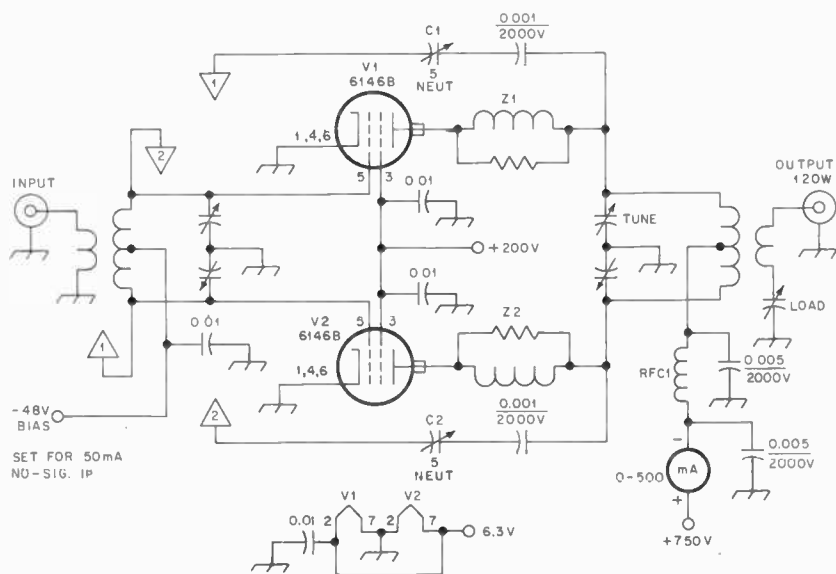 0.001
2000V
C1
5
NEUT
1
V1
6146B
Z1
2
1,4,6
5
3
INPUT
0.01
OUTPUT
120W
TUNE
+200V
0.01
1
0.01
V2
6146B
5
3
Z2
LOAD
1,4,6
RFC1
0.005
2000V
-48V
BIAS
2
C2
5
NEUT
0.001
2000V
SET FOR 50mA
NO-SIG. IP
0-500
-
mA
+
0.005
2000V
+750V
0.01
V1
V2
2
7
2
7
6.3V